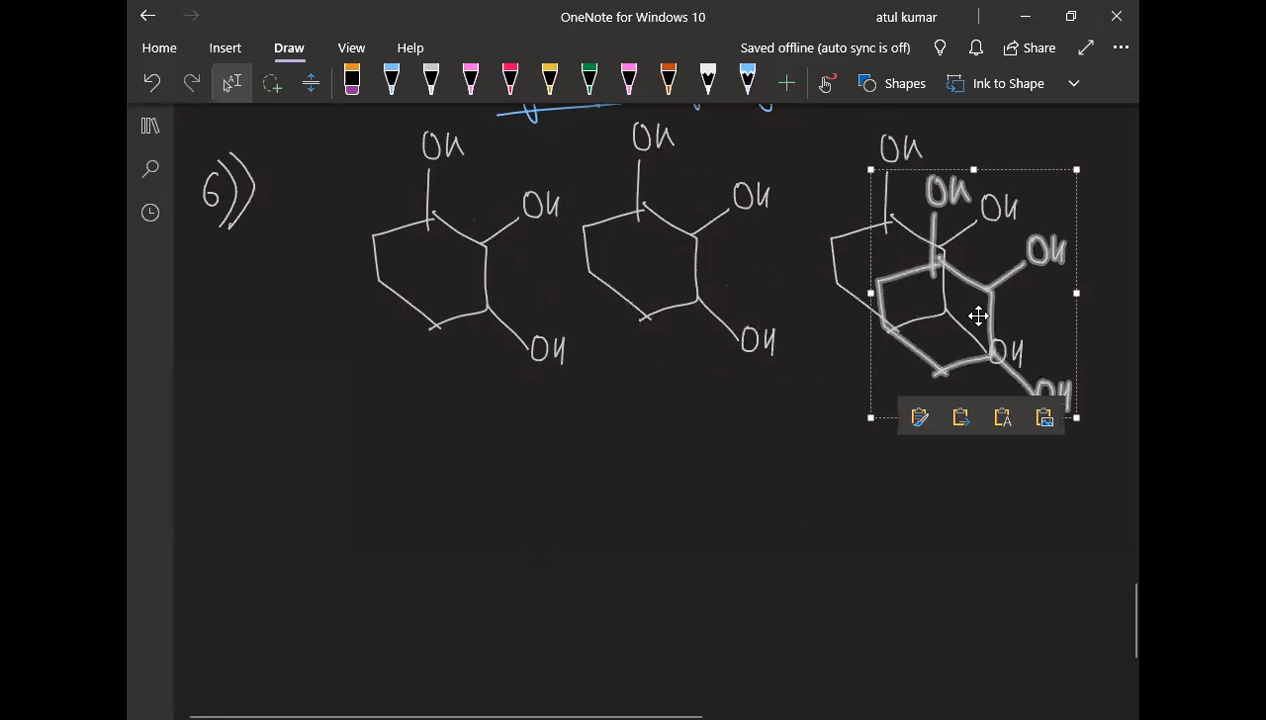 OneNote for Windows 10
atul kumar
Home Insert Draw View Help
Saved offline (auto sync is off)
Share
Shapes
Ink to Shape
6))
OH OH OH
OH OH OH OH OH
OH OH OH OH